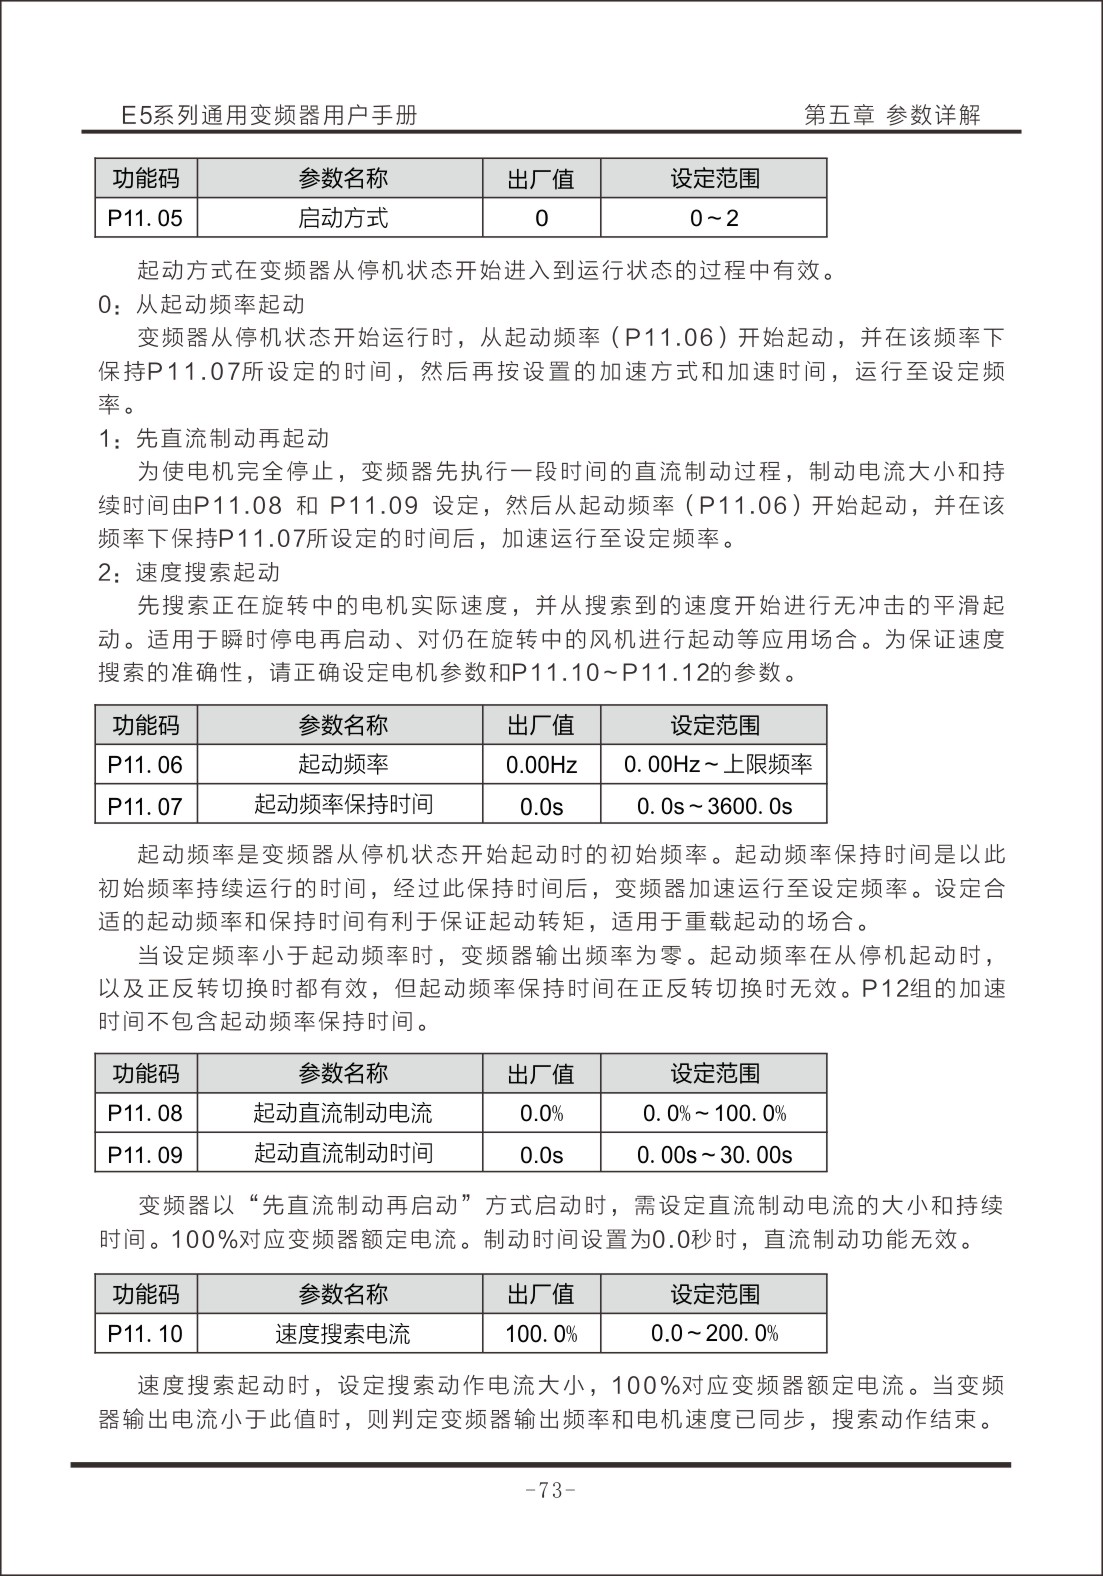 E5系列通用变频器用户手册 第五章 参数详解
功能码 参数名称 出厂值 设定范围
P11.05 启动方式 0 0~2
起动方式在变频器从停机状态开始进入到运行状态的过程中有效。
0：从起动频率起动
变频器从停机状态开始运行时，从起动频率（P11.06）开始起动，并在该频率下
保持P11.07所设定的时间，然后再按设置的加速方式和加速时间，运行至设定频
率。
1：先直流制动再起动
为使电机完全停止，变频器先执行一段时间的直流制动过程，制动电流大小和持
续时间由P11.08 和 P11.09 设定，然后从起动频率（P11.06）开始起动，并在该
频率下保持P11.07所设定的时间后，加速运行至设定频率。
2：速度搜索起动
先搜索正在旋转中的电机实际速度，并从搜索到的速度开始进行无冲击的平滑起
动。适用于瞬时停电再启动、对仍在旋转中的风机进行起动等应用场合。为保证速度
搜索的准确性，请正确设定电机参数和P11.10~P11.12的参数。
功能码 参数名称 出厂值 设定范围
P11.06 起动频率 0.00Hz 0.00Hz~上限频率
P11.07 起动频率保持时间 0.0s 0.0s~3600.0s
起动频率是变频器从停机状态开始起动时的初始频率。起动频率保持时间是以此
初始频率持续运行的时间，经过此保持时间后，变频器加速运行至设定频率。设定合
适的起动频率和保持时间有利于保证起动转矩，适用于重载起动的场合。
当设定频率小于起动频率时，变频器输出频率为零。起动频率在从停机起动时，
以及正反转切换时都有效，但起动频率保持时间在正反转切换时无效。P12组的加速
时间不包含起动频率保持时间。
功能码 参数名称 出厂值 设定范围
P11.08 起动直流制动电流 0.0% 0.0%~100.0%
P11.09 起动直流制动时间 0.0s 0.00s~30.00s
变频器以“先直流制动再启动”方式启动时，需设定直流制动电流的大小和持续
时间。100%对应变频器额定电流。制动时间设置为0.0秒时，直流制动功能无效。
功能码 参数名称 出厂值 设定范围
P11.10 速度搜索电流 100.0% 0.0~200.0%
速度搜索起动时，设定搜索动作电流大小，100%对应变频器额定电流。当变频
器输出电流小于此值时，则判定变频器输出频率和电机速度已同步，搜索动作结束。
-73-